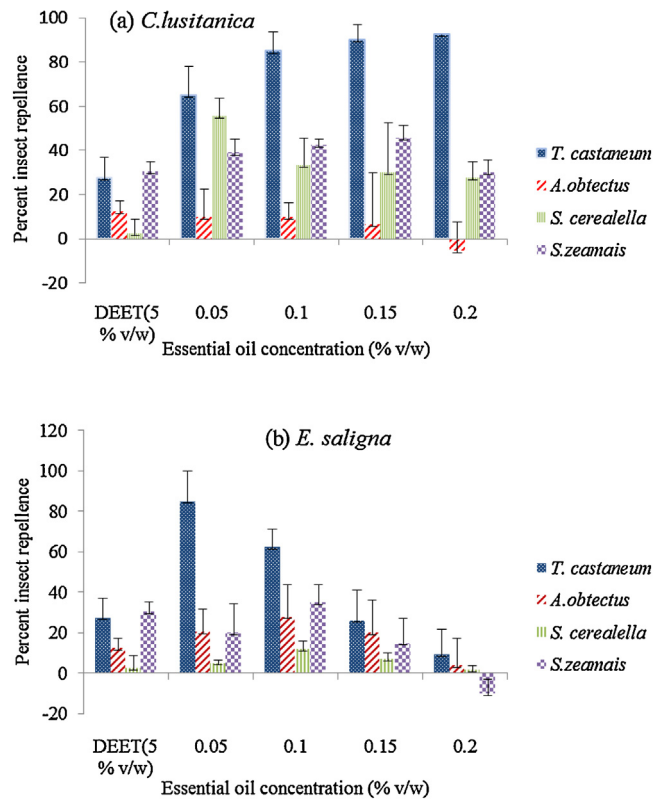 (a) C.lusitanica
Percent insect repellence
100
80
60
40
20
0
-20
DEET(5 % v/w)
0.05
0.1
0.15
0.2
Essential oil concentration (% v/w)
T. castaneum
A.obtectus
S. cerealella
S.zeamais
(b) E. saligna
Percent insect repellence
120
100
80
60
40
20
0
-20
DEET(5 % v/w)
0.05
0.1
0.15
0.2
Essential oil concentration (% v/w)
T. castaneum
A.obtectus
S. cerealella
S.zeamais